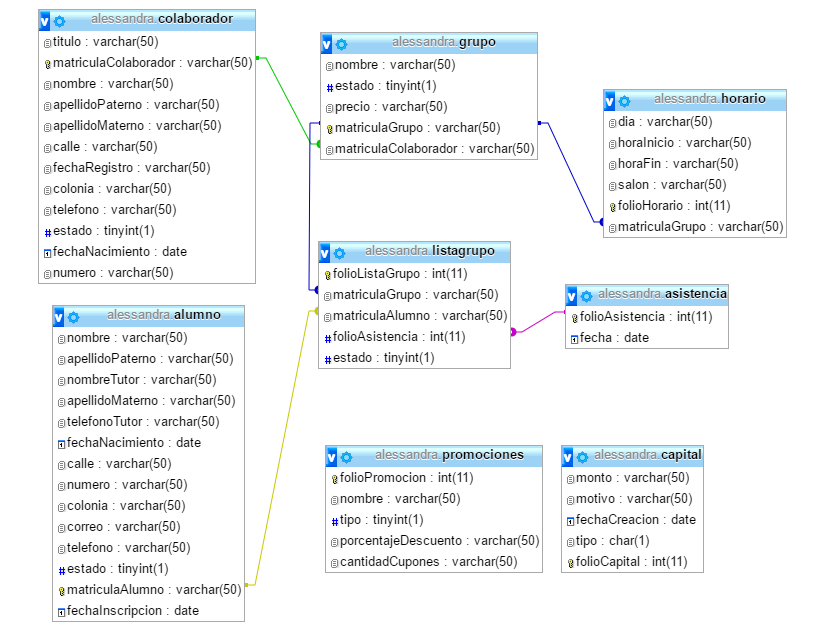 alessandra.colaborador
titulo : varchar(50)
matriculaColaborador : varchar(50)
nombre : varchar(50)
apellidoPaterno : varchar(50)
apellidoMaterno : varchar(50)
calle : varchar(50)
fechaRegistro : varchar(50)
colonia : varchar(50)
telefono : varchar(50)
estado : tinyint(1)
fechaNacimiento : date
numero : varchar(50)
alessandra.grupo
nombre : varchar(50)
estado : tinyint(1)
precio : varchar(50)
matriculaGrupo : varchar(50)
matriculaColaborador : varchar(50)
alessandra.horario
dia : varchar(50)
horaInicio : varchar(50)
horaFin : varchar(50)
salon : varchar(50)
folioHorario : int(11)
matriculaGrupo : varchar(50)
alessandra.listagrupo
folioListaGrupo : int(11)
matriculaGrupo : varchar(50)
matriculaAlumno : varchar(50)
folioAsistencia : int(11)
estado : tinyint(1)
alessandra.asistencia
folioAsistencia : int(11)
fecha : date
alessandra.alumno
nombre : varchar(50)
apellidoPaterno : varchar(50)
nombreTutor : varchar(50)
apellidoMaterno : varchar(50)
telefonoTutor : varchar(50)
fechaNacimiento : date
calle : varchar(50)
numero : varchar(50)
colonia : varchar(50)
correo : varchar(50)
telefono : varchar(50)
estado : tinyint(1)
matriculaAlumno : varchar(50)
fechaInscripcion : date
alessandra.promociones
folioPromocion : int(11)
nombre : varchar(50)
tipo : tinyint(1)
porcentajeDescuento : varchar(50)
cantidadCupones : varchar(50)
alessandra.capital
monto : varchar(50)
motivo : varchar(50)
fechaCreacion : date
tipo : char(1)
folioCapital : int(11)